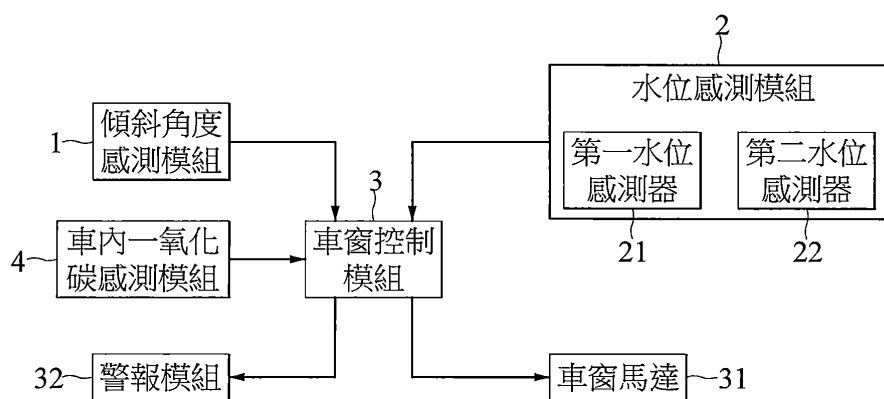 2
水位感測模組
傾斜角度
感測模組
1
第一水位
感測器
第二水位
感測器
3
21
22
車內一氧化
碳感測模組
4
車窗控制
模組
32
警報模組
車窗馬達
31